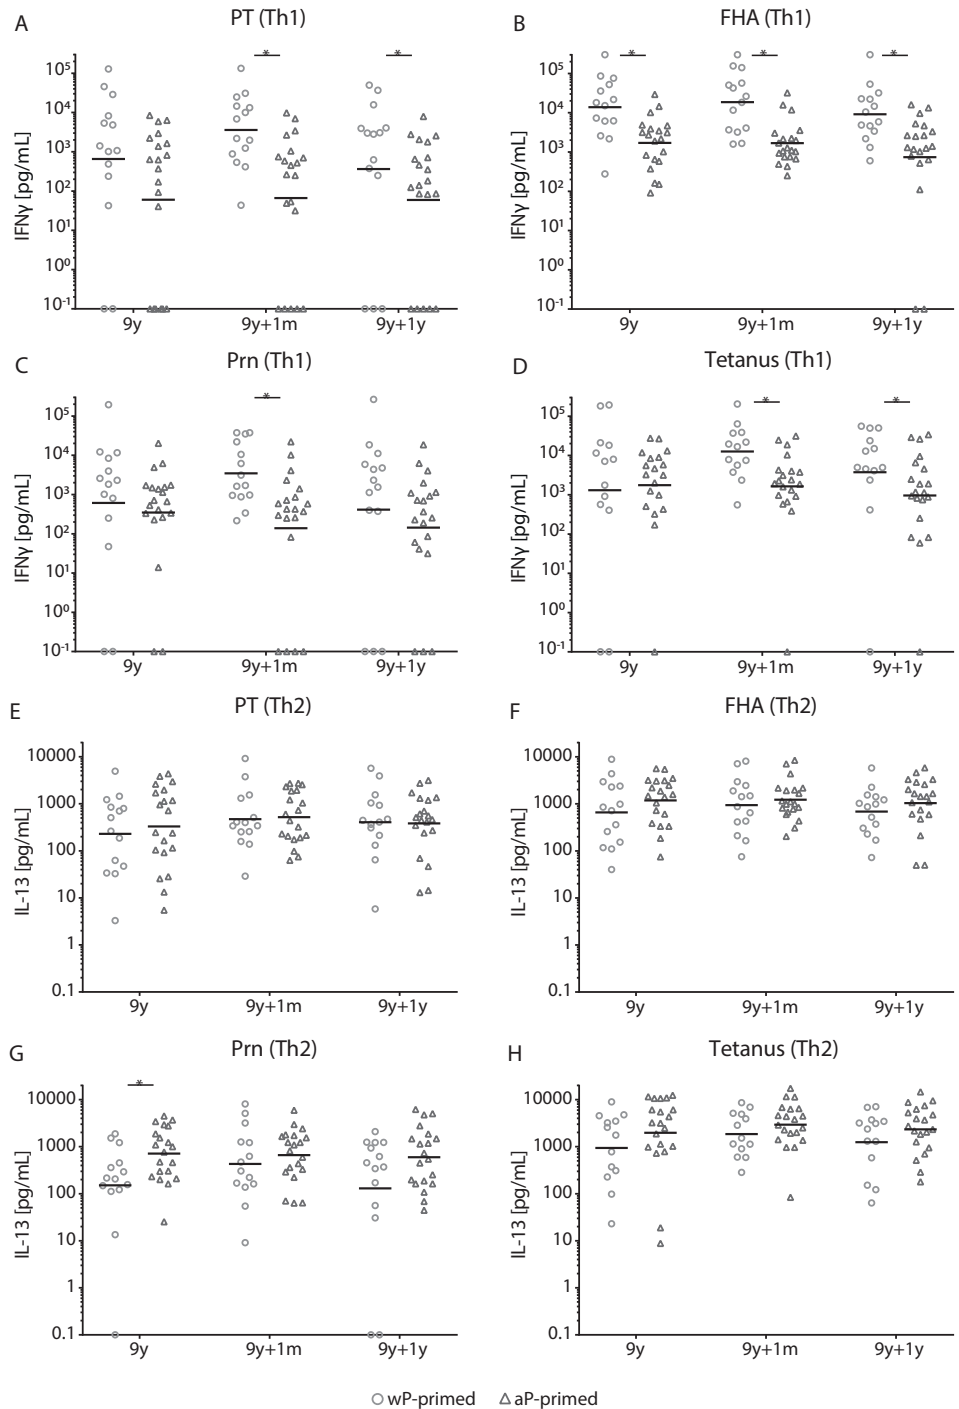 A
PT (Th1)
IFNγ [pg/mL]
10⁵
10⁴
10³
10²
10¹
10⁰
10⁻¹
*
*
9y
9y+1m
9y+1y
B
FHA (Th1)
IFNγ [pg/mL]
10⁵
10⁴
10³
10²
10¹
10⁰
10⁻¹
*
*
*
9y
9y+1m
9y+1y
C
Prn (Th1)
IFNγ [pg/mL]
10⁵
10⁴
10³
10²
10¹
10⁰
10⁻¹
*
9y
9y+1m
9y+1y
D
Tetanus (Th1)
IFNγ [pg/mL]
10⁵
10⁴
10³
10²
10¹
10⁰
10⁻¹
*
*
9y
9y+1m
9y+1y
E
PT (Th2)
IL-13 [pg/mL]
10000
1000
100
10
1
0.1
9y
9y+1m
9y+1y
F
FHA (Th2)
IL-13 [pg/mL]
10000
1000
100
10
1
0.1
9y
9y+1m
9y+1y
G
Prn (Th2)
IL-13 [pg/mL]
10000
1000
100
10
1
0.1
*
9y
9y+1m
9y+1y
H
Tetanus (Th2)
IL-13 [pg/mL]
10000
1000
100
10
1
0.1
9y
9y+1m
9y+1y
wP-primed aP-primed